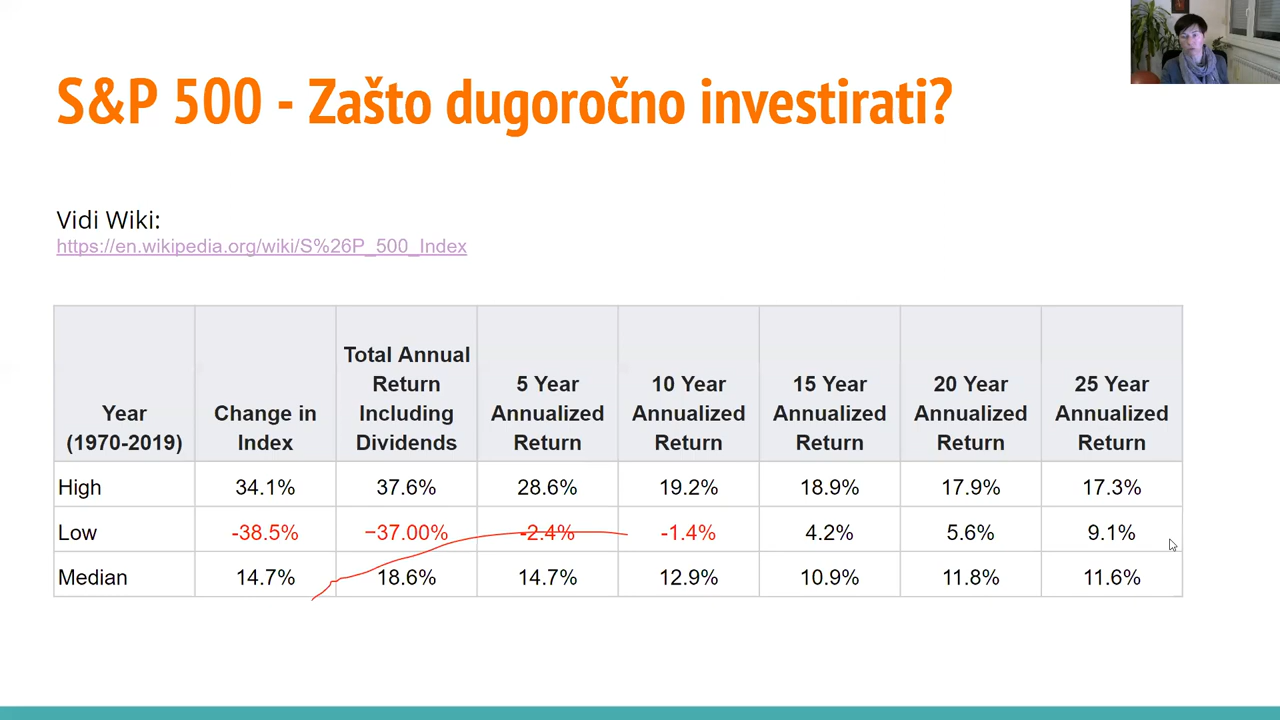 S&P 500 - Zašto dugoročno investirati?
Vidi Wiki:
https://en.wikipedia.org/wiki/S%26P_500_Index
Year (1970-2019) Change in Index Total Annual Return Including Dividends 5 Year Annualized Return 10 Year Annualized Return 15 Year Annualized Return 20 Year Annualized Return 25 Year Annualized Return
High 34.1% 37.6% 28.6% 19.2% 18.9% 17.9% 17.3%
Low -38.5% −37.00% -2.4% -1.4% 4.2% 5.6% 9.1%
Median 14.7% 18.6% 14.7% 12.9% 10.9% 11.8% 11.6%